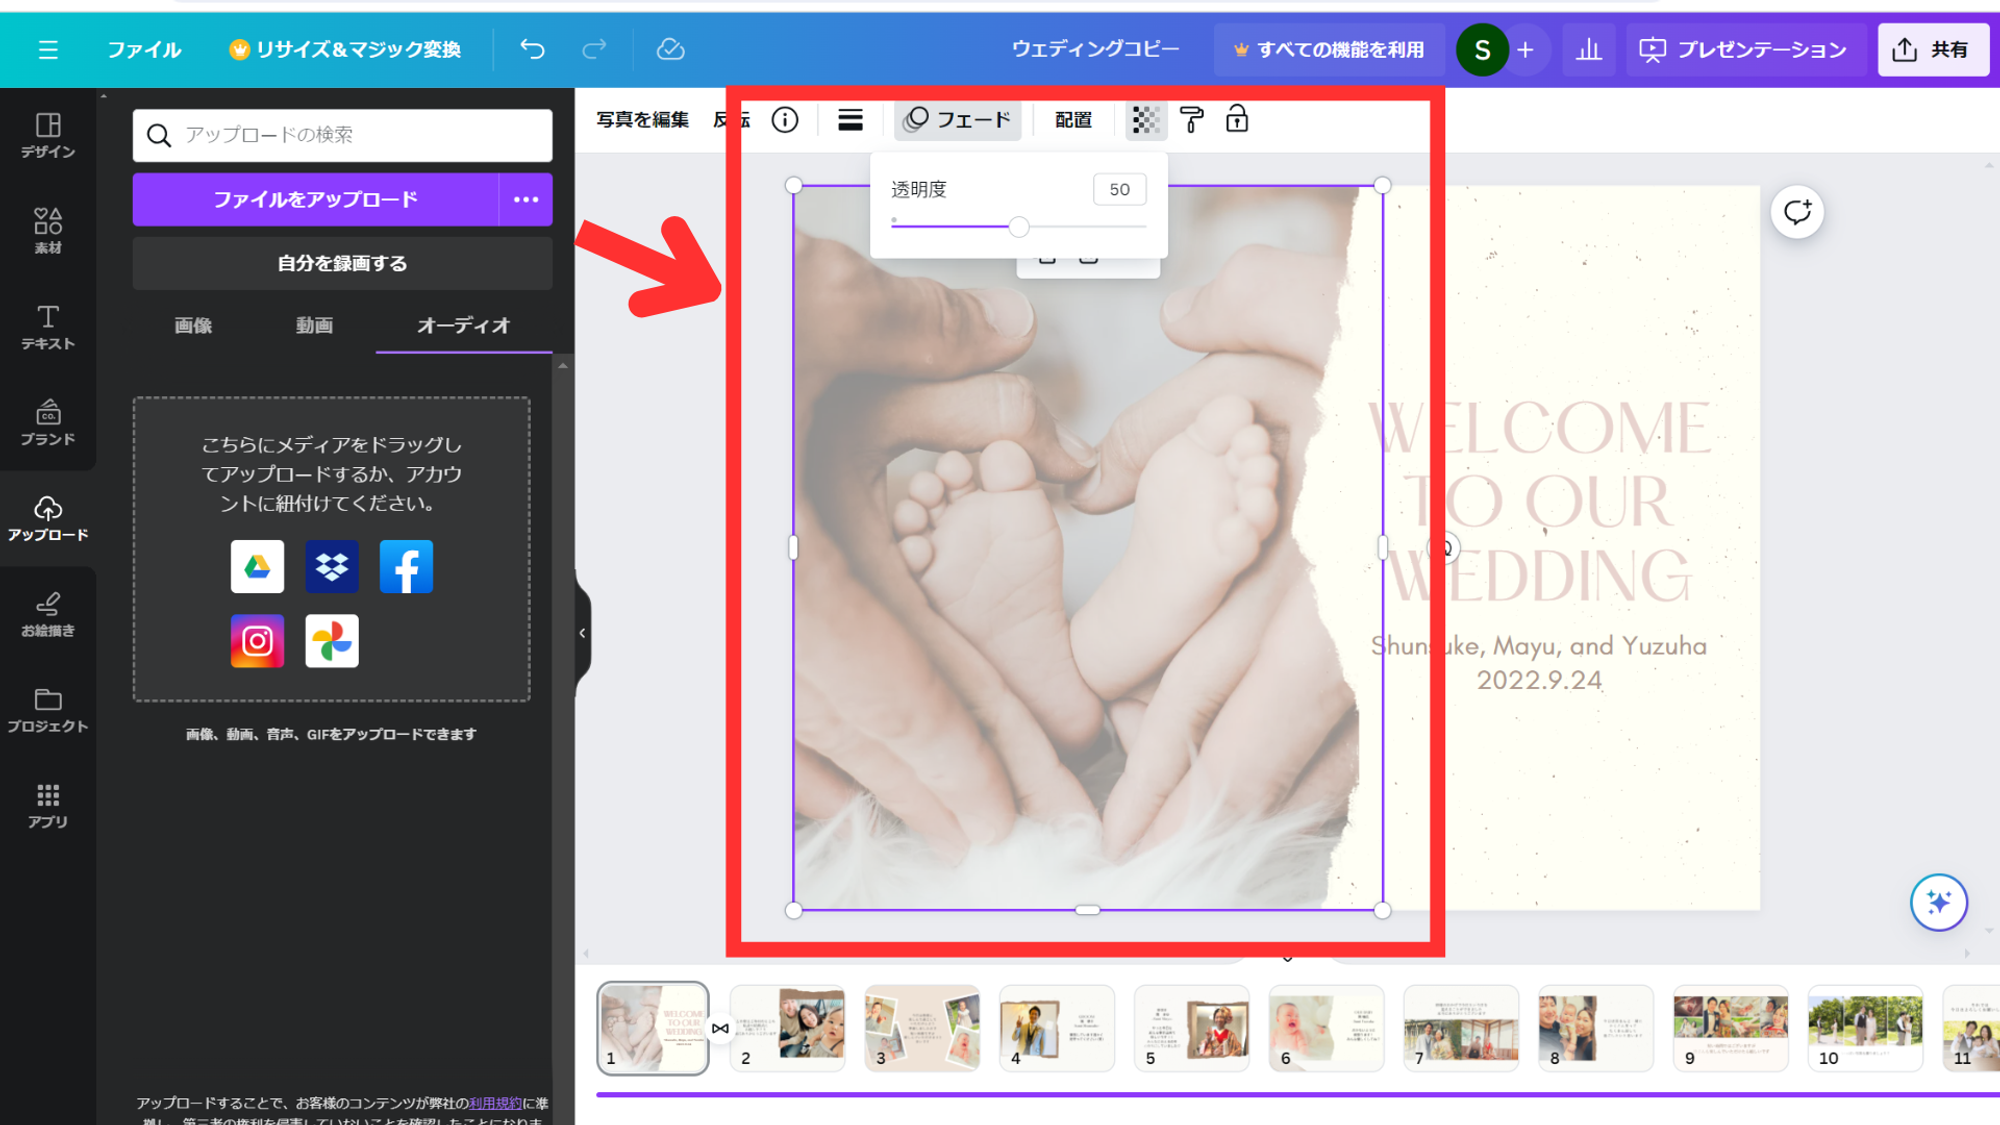 ファイル
リサイズ＆マジック変換
ウェディングコピー
すべての機能を利用
S
プレゼンテーション
共有
デザイン
素材
テキスト
ブランド
CO.
アップロード
お絵描き
プロジェクト
アプリ
アップロードの検索
ファイルをアップロード
自分を録画する
画像
動画
オーディオ
こちらにメディアをドラッグし
てアップロードするか、アカウ
ントに紐付けてください。
画像、動画、音声、GIFをアップロードできます
アップロードすることで、お客様のコンテンツが弊社の利用規約に準
拠し、第三者の権利を侵害していないことを確認したことになりま
写真を編集
反転
フェード
配置
透明度
50
WELCOME
TO OUR
WEDDING
Shunsuke, Mayu, and Yuzuha
2022.9.24
WELCOME
TO OUR
WEDDING
1
2
3
4
5
6
7
8
9
10
11